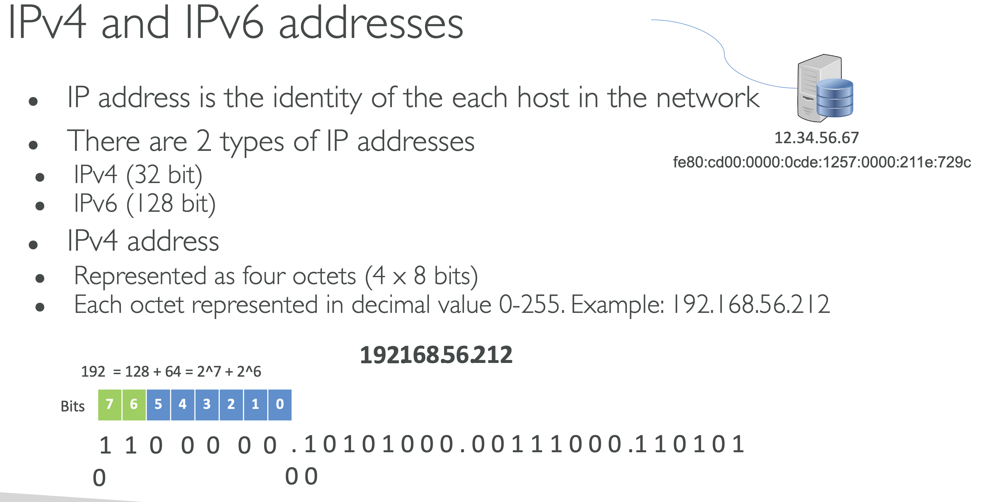 IPv4 and IPv6 addresses
• IP address is the identity of the each host in the network
• There are 2 types of IP addresses
• IPv4 (32 bit)
• IPv6 (128 bit)
• IPv4 address
• Represented as four octets (4 x 8 bits)
• Each octet represented in decimal value 0-255. Example: 192.168.56.212
12.34.56.67
fe80:cd00:0000:0cde:1257:0000:211e:729c
192.168.56.212
192 = 128 + 64 = 2^7 + 2^6
Bits 7 6 5 4 3 2 1 0
1 1 0 0 0 0 0 . 1 0 1 0 1 0 0 0 . 0 0 1 1 1 0 0 0 . 1 1 0 1 0 1
0 0 0